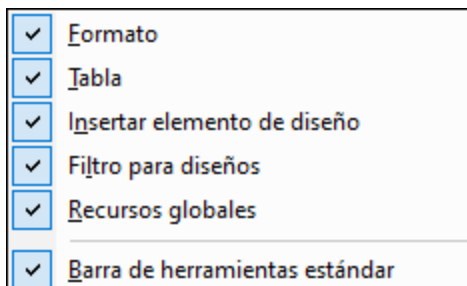 Formato
Tabla
Insertar elemento de diseño
Filtro para diseños
Recursos globales
Barra de herramientas estándar